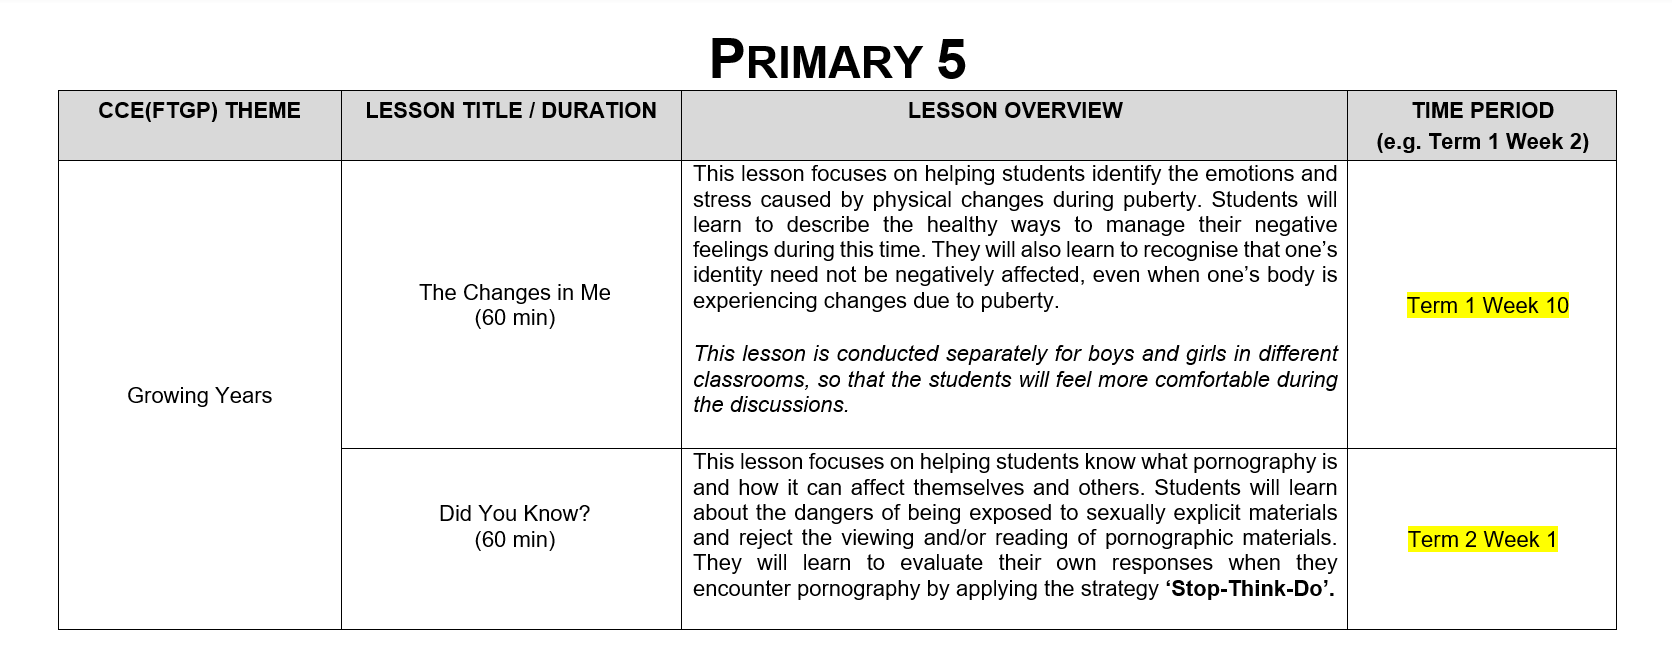 PRIMARY 5
CCE(FTGP) THEME
LESSON TITLE / DURATION
LESSON OVERVIEW
TIME PERIOD
(e.g. Term 1 Week 2)
Growing Years
The Changes in Me
(60 min)
This lesson focuses on helping students identify the emotions and
stress caused by physical changes during puberty. Students will
learn to describe the healthy ways to manage their negative
feelings during this time. They will also learn to recognise that one’s
identity need not be negatively affected, even when one’s body is
experiencing changes due to puberty.
This lesson is conducted separately for boys and girls in different
classrooms, so that the students will feel more comfortable during
the discussions.
Term 1 Week 10
Did You Know?
(60 min)
This lesson focuses on helping students know what pornography is
and how it can affect themselves and others. Students will learn
about the dangers of being exposed to sexually explicit materials
and reject the viewing and/or reading of pornographic materials.
They will learn to evaluate their own responses when they
encounter pornography by applying the strategy ‘Stop-Think-Do’.
Term 2 Week 1